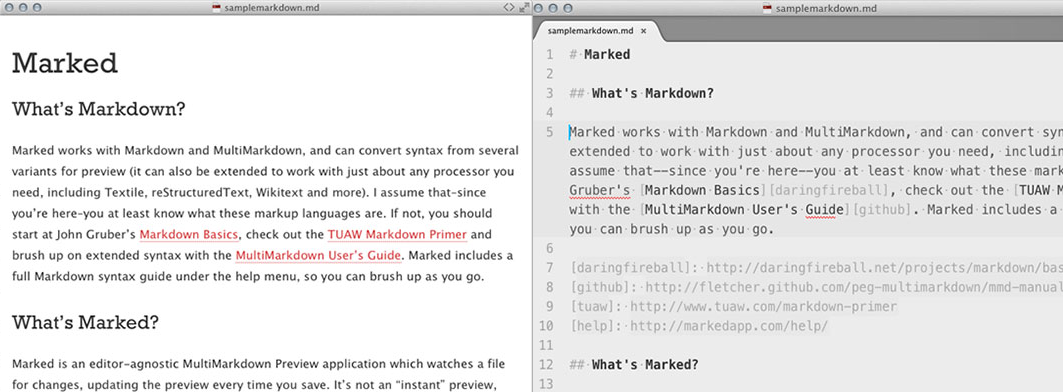 samplemarkdown.md
Marked
What's Markdown?
Marked works with Markdown and MultiMarkdown, and can convert syntax from several
variants for preview (it can also be extended to work with just about any processor you
need, including Textile, reStructuredText, Wikitext and more). I assume that–since
you're here–you at least know what these markup languages are. If not, you should
start at John Gruber's Markdown Basics, check out the TUAW Markdown Primer and
brush up on extended syntax with the MultiMarkdown User's Guide. Marked includes a
full Markdown syntax guide under the help menu, so you can brush up as you go.
What's Marked?
Marked is an editor-agnostic MultiMarkdown Preview application which watches a file
for changes, updating the preview every time you save. It's not an “instant” preview,
samplemarkdown.md
samplemarkdown.md ×
1 # Marked
2
3 ## What's Markdown?
4
5 Marked works with Markdown and MultiMarkdown, and can convert syn
extended to work with just about any processor you need, includin
assume that--since you're here--you at least know what these mark
Gruber's [Markdown Basics][daringfireball], check out the [TUAW M
with the [MultiMarkdown User's Guide][github]. Marked includes a
you can brush up as you go.
6
7 [daringfireball]: http://daringfireball.net/projects/markdown/bas
8 [github]: http://fletcher.github.com/peg-multimarkdown/mmd-manual
9 [tuaw]: http://www.tuaw.com/markdown-primer
10 [help]: http://markedapp.com/help/
11
12 ## What's Marked?
13